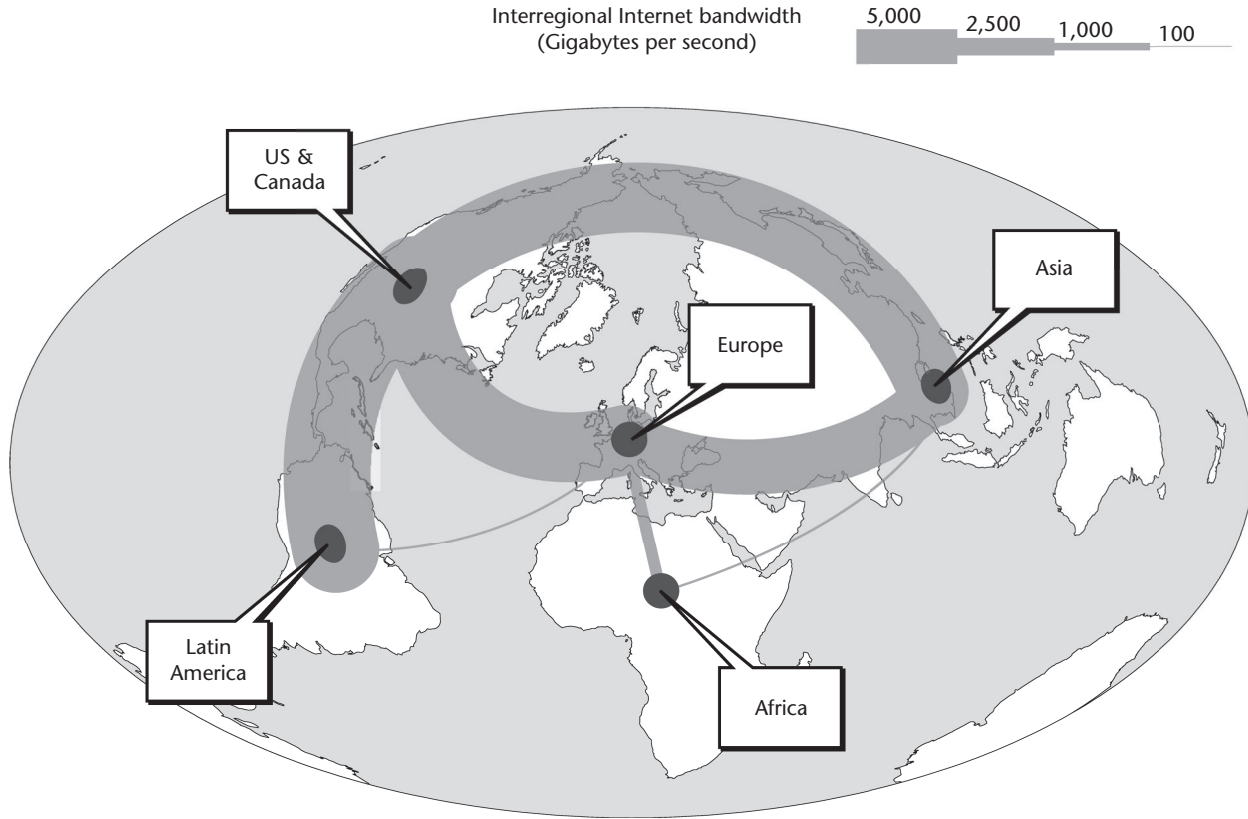 Interregional Internet bandwidth
(Gigabytes per second)
5,000
2,500
1,000
100
US &
Canada
Asia
Europe
Latin
America
Africa